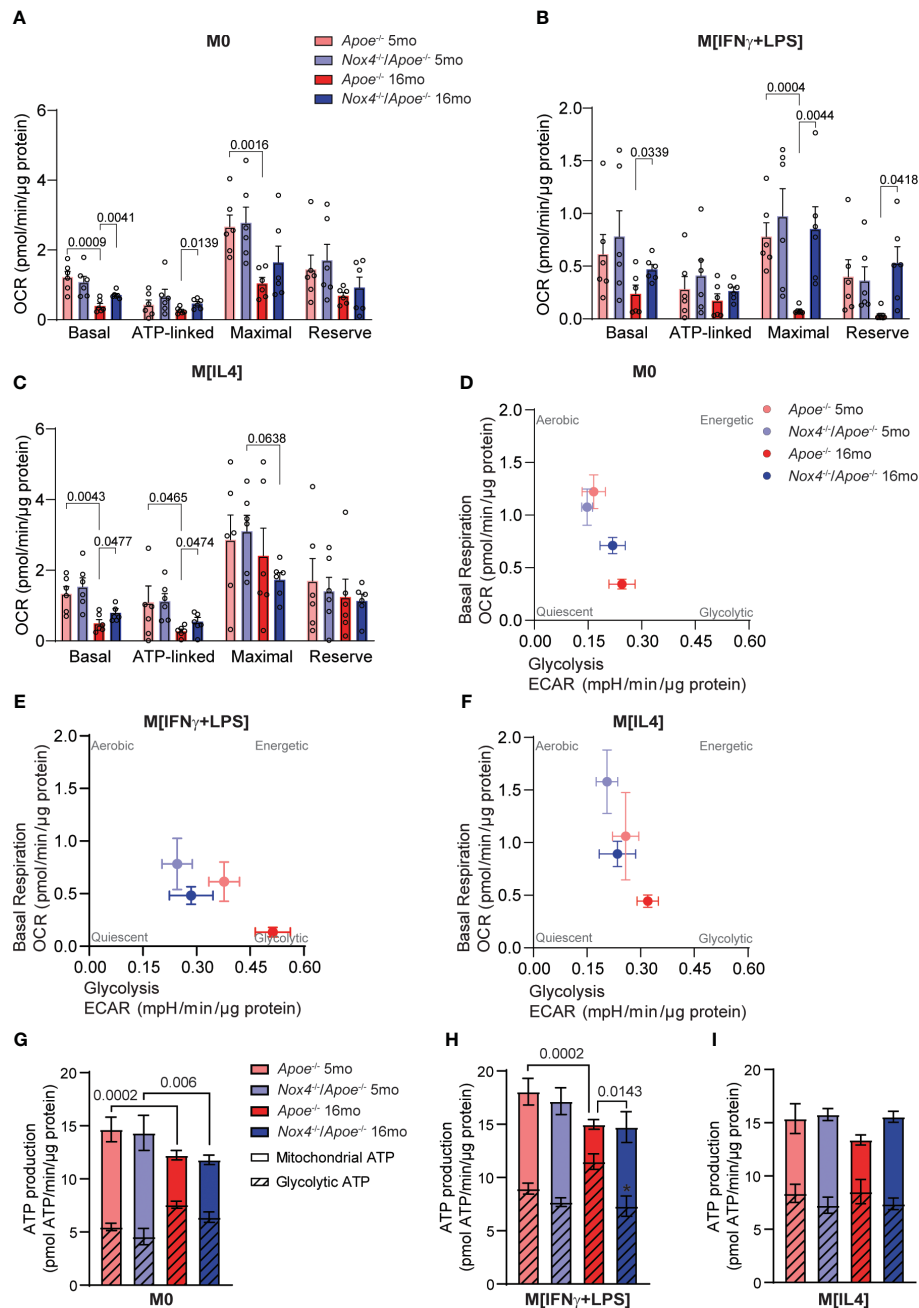 A
M0
Apoe-/- 5mo
Nox4-/-/Apoe-/- 5mo
Apoe-/- 16mo
Nox4-/-/Apoe-/- 16mo
OCR (pmol/min/µg protein)
6
4
2
0
0.0009
0.0041
0.0139
0.0016
Basal
ATP-linked
Maximal
Reserve
B
M[IFNγ+LPS]
OCR (pmol/min/µg protein)
2.0
1.5
1.0
0.5
0.0
0.0339
0.0004
0.0044
0.0418
Basal
ATP-linked
Maximal
Reserve
C
M[IL4]
OCR (pmol/min/µg protein)
6
4
2
0
0.0043
0.0477
0.0465
0.0474
0.0638
Basal
ATP-linked
Maximal
Reserve
D
M0
Apoe-/- 5mo
Nox4-/-/Apoe-/- 5mo
Apoe-/- 16mo
Nox4-/-/Apoe-/- 16mo
Basal Respiration
OCR (pmol/min/µg protein)
2.0
1.5
1.0
0.5
0.0
Aerobic
Energetic
Quiescent
Glycolytic
0.00
0.15
0.30
0.45
0.60
Glycolysis
ECAR (mpH/min/µg protein)
E
M[IFNγ+LPS]
Basal Respiration
OCR (pmol/min/µg protein)
2.0
1.5
1.0
0.5
0.0
Aerobic
Energetic
Quiescent
Glycolytic
0.00
0.15
0.30
0.45
0.60
Glycolysis
ECAR (mpH/min/µg protein)
F
M[IL4]
Basal Respiration
OCR (pmol/min/µg protein)
2.0
1.5
1.0
0.5
0.0
Aerobic
Energetic
Quiescent
Glycolytic
0.00
0.15
0.30
0.45
0.60
Glycolysis
ECAR (mpH/min/µg protein)
G
ATP production
(pmol ATP/min/µg protein)
20
15
10
5
0
0.0002
0.006
M0
Apoe-/- 5mo
Nox4-/-/Apoe-/- 5mo
Apoe-/- 16mo
Nox4-/-/Apoe-/- 16mo
Mitochondrial ATP
Glycolytic ATP
H
ATP production
(pmol ATP/min/µg protein)
20
15
10
5
0
0.0002
0.0143
*
M[IFNγ+LPS]
I
ATP production
(pmol ATP/min/µg protein)
20
15
10
5
0
M[IL4]